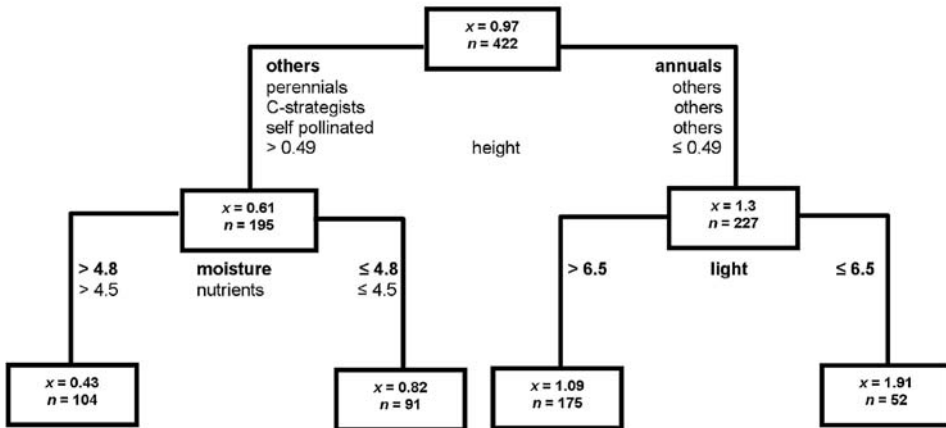 x = 0.97
n = 422
others annuals
perennials others
C-strategists others
self pollinated others
> 0.49 height ≤ 0.49
x = 0.61
n = 195
x = 1.3
n = 227
> 4.8 moisture ≤ 4.8
> 4.5 nutrients ≤ 4.5
> 6.5 light ≤ 6.5
x = 0.43
n = 104
x = 0.82
n = 91
x = 1.09
n = 175
x = 1.91
n = 52